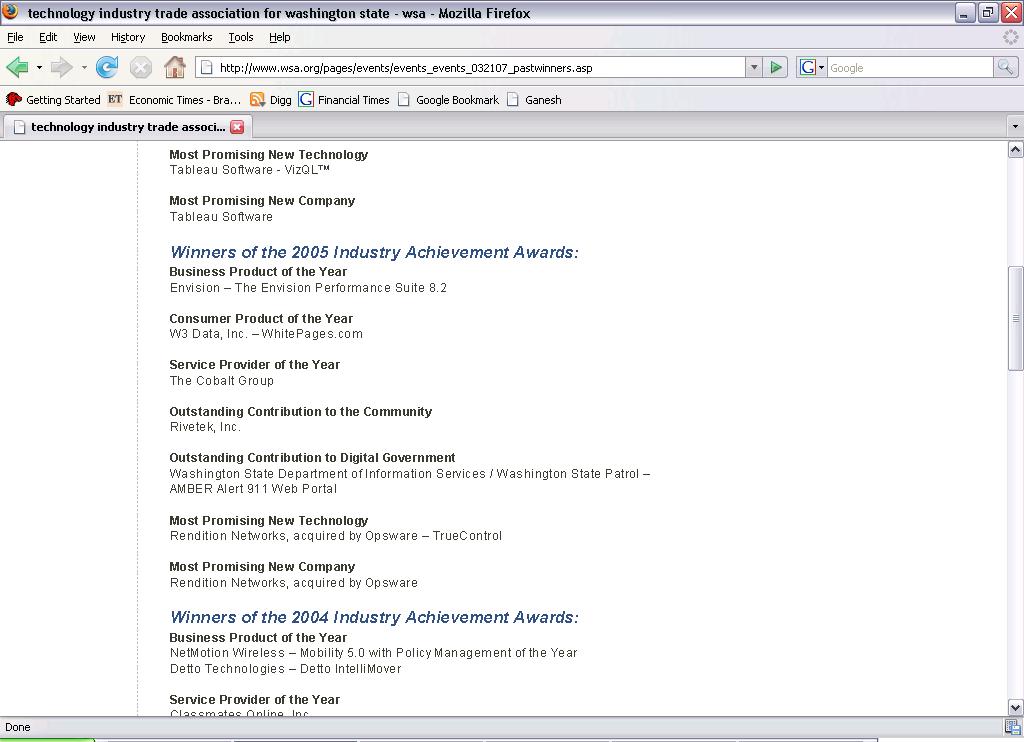 technology industry trade association for washington state - wsa - Mozilla Firefox
File Edit View History Bookmarks Tools Help
http://www.wsa.org/pages/events/events_events_032107_pastwinners.asp
G Google
Getting Started ET Economic Times - Bra... Digg G Financial Times Google Bookmark Ganesh
technology industry trade associ...
Most Promising New Technology
Tableau Software - VizQL™
Most Promising New Company
Tableau Software
Winners of the 2005 Industry Achievement Awards:
Business Product of the Year
Envision – The Envision Performance Suite 8.2
Consumer Product of the Year
W3 Data, Inc. – WhitePages.com
Service Provider of the Year
The Cobalt Group
Outstanding Contribution to the Community
Rivetek, Inc.
Outstanding Contribution to Digital Government
Washington State Department of Information Services / Washington State Patrol –
AMBER Alert 911 Web Portal
Most Promising New Technology
Rendition Networks, acquired by Opsware – TrueControl
Most Promising New Company
Rendition Networks, acquired by Opsware
Winners of the 2004 Industry Achievement Awards:
Business Product of the Year
NetMotion Wireless – Mobility 5.0 with Policy Management of the Year
Detto Technologies – Detto IntelliMover
Service Provider of the Year
Classmates Online, Inc.
Done